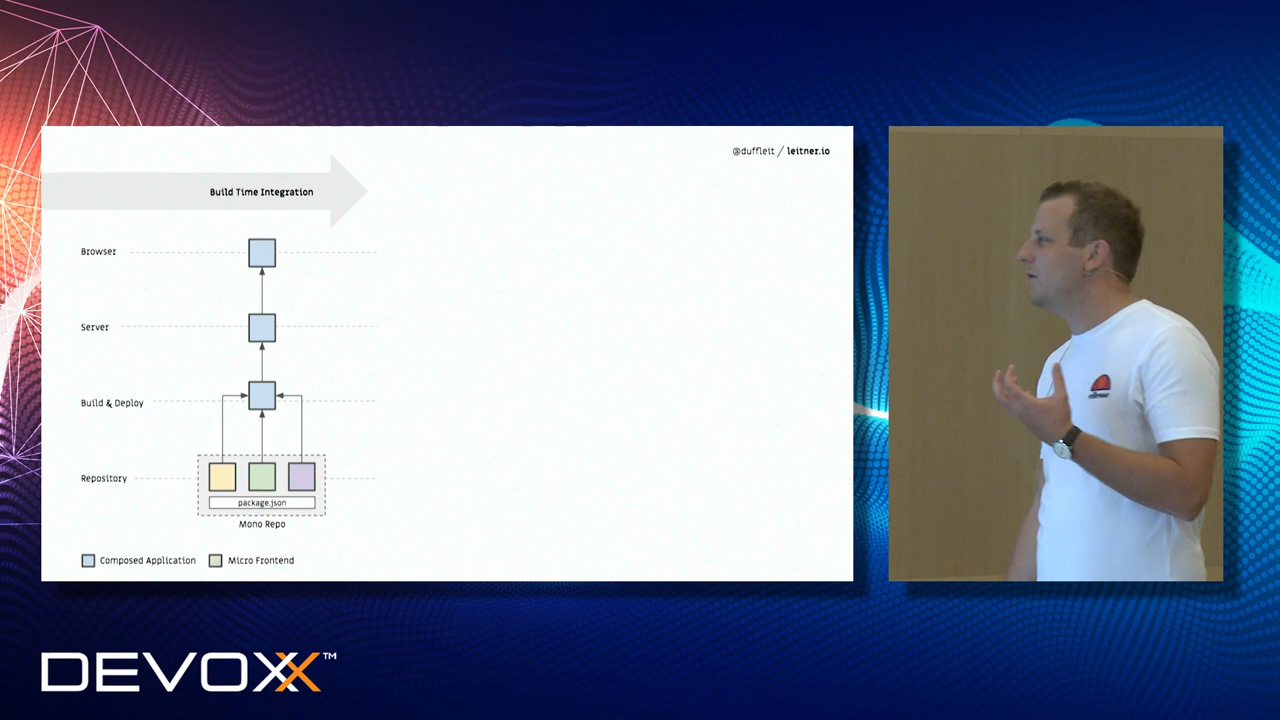 @duffleit / leitner.io
Build Time Integration
Browser
Server
Build & Deploy
Repository
package.json
Mono Repo
Composed Application
Micro Frontend
DEVOXX™